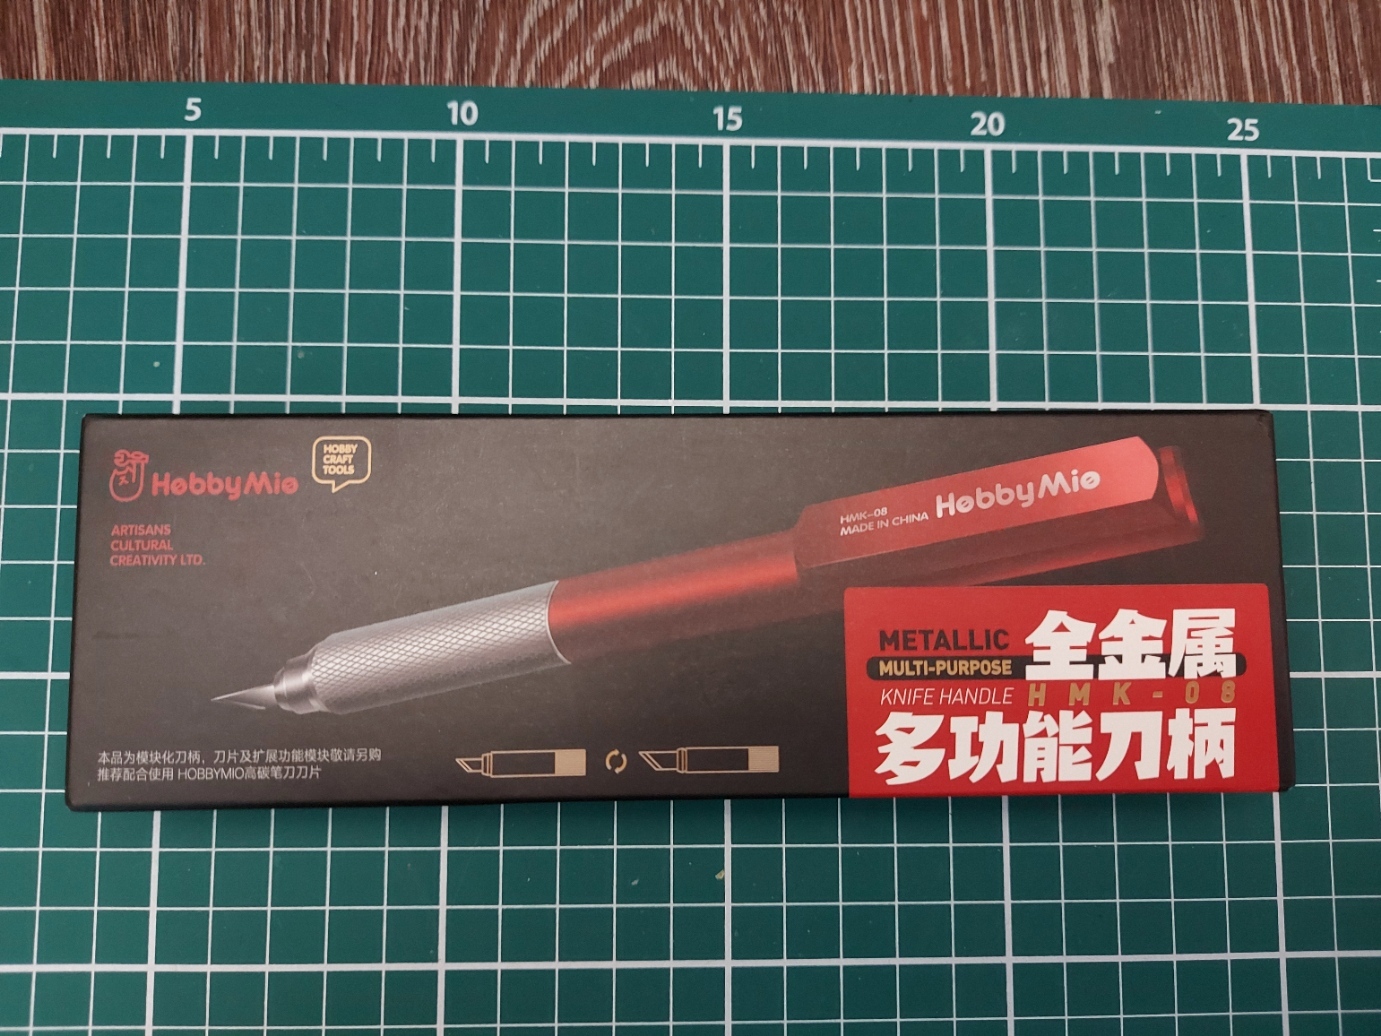 5 10 15 20 25
HobbyMio
HOBBY
CRAFT
TOOLS
ARTISANS
CULTURAL
CREATIVITY LTD.
HMK-08
MADE IN CHINA
HobbyMio
METALLIC
MULTI-PURPOSE
KNIFE HANDLE HMK-08
全金属
多功能刀柄
本品为模块化刀柄，刀片及扩展功能模块敬请另购
推荐配合使用 HOBBYMIO高碳笔刀刀片